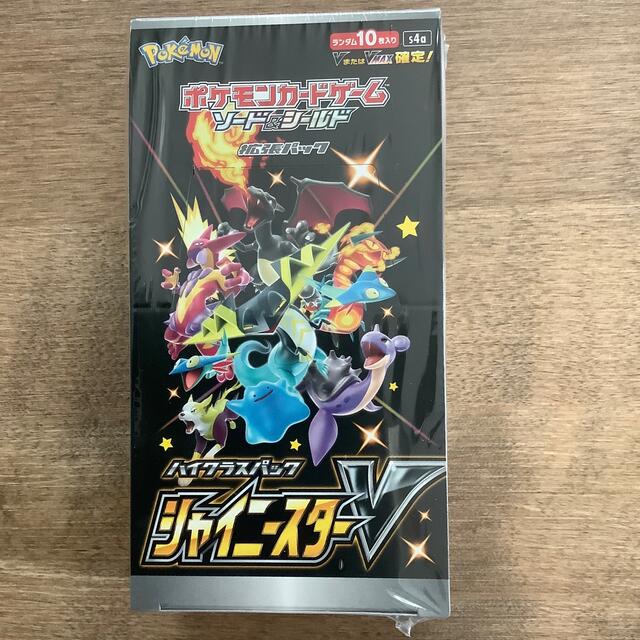 POKéMON
ランダム10枚入り
s4a
VまたはVMAX確定!
ポケモンカードゲーム
ソード&シールド
拡張パック
ハイクラスパック
シャイニースターV